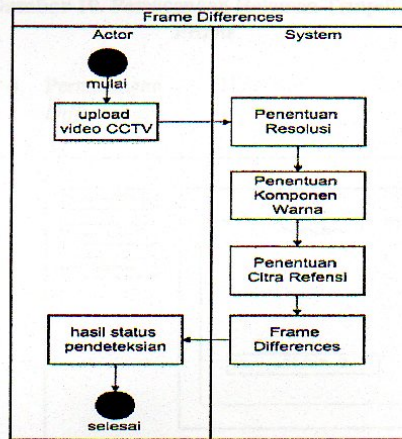 Frame Differences
Actor
System
mulai
upload
video CCTV
Penentuan
Resolusi
Penentuan
Komponen
Warna
Penentuan
Citra Refensi
Frame
Differences
hasil status
pendeteksian
selesai